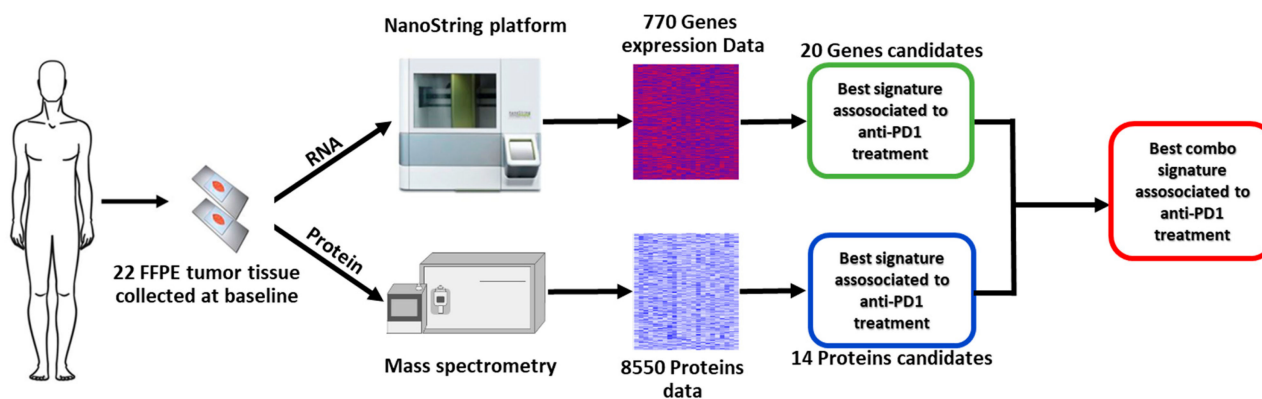 NanoString platform
770 Genes
expression Data
20 Genes candidates
Best signature
assosociated to
anti-PD1
treatment
RNA
22 FFPE tumor tissue
collected at baseline
Protein
Mass spectrometry
8550 Proteins
data
Best signature
assosociated to
anti-PD1
treatment
14 Proteins candidates
Best combo
signature
assosociated to
anti-PD1
treatment